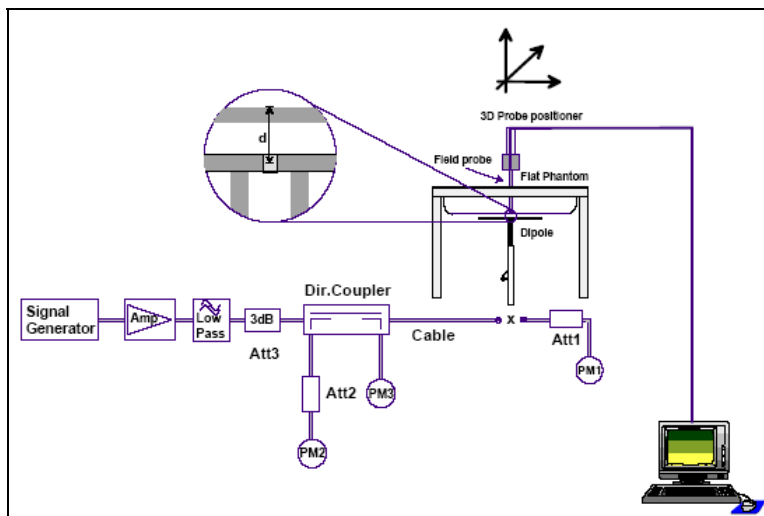 3D Probe positioner
d
Field probe
Flat Phantom
Dipole
Signal
Generator
Amp
Low
Pass
3dB
Att3
Dir.Coupler
Cable
x
Att1
PM1
Att2
PM3
PM2